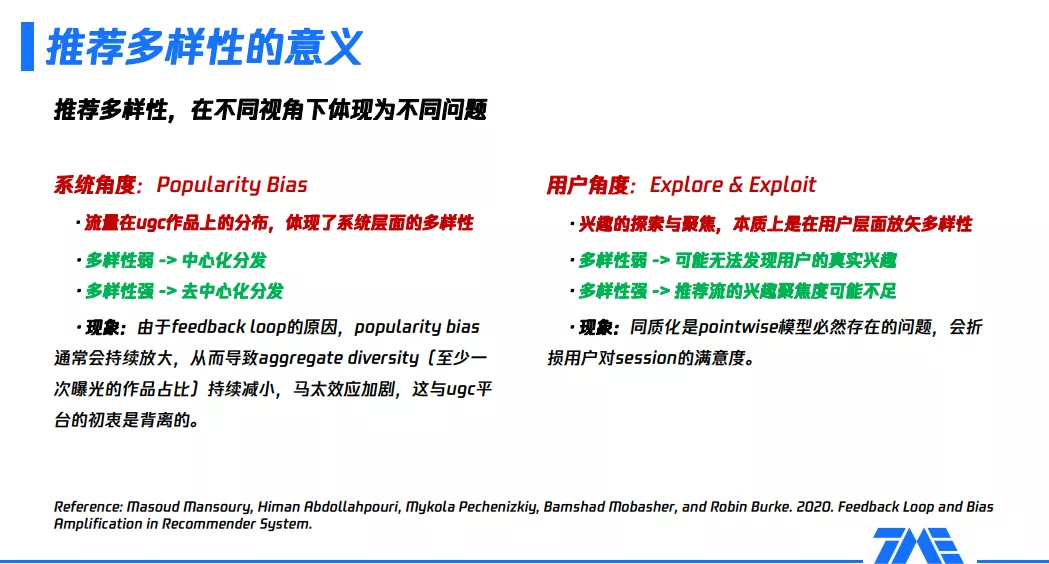 推荐多样性的意义
推荐多样性，在不同视角下体现为不同问题
系统角度：Popularity Bias
· 流量在ugc作品上的分布，体现了系统层面的多样性
· 多样性弱 -> 中心化分发
· 多样性强 -> 去中心化分发
· 现象：由于feedback loop的原因，popularity bias
通常会持续放大，从而导致aggregate diversity（至少一
次曝光的作品占比）持续减小，马太效应加剧，这与ugc平
台的初衷是背离的。
用户角度：Explore & Exploit
· 兴趣的探索与聚焦，本质上是在用户层面放矢多样性
· 多样性弱 -> 可能无法发现用户的真实兴趣
· 多样性强 -> 推荐流的兴趣聚焦度可能不足
· 现象：同质化是pointwise模型必然存在的问题，会折
损用户对session的满意度。
Reference: Masoud Mansoury, Himan Abdollahpouri, Mykola Pechenizkiy, Bamshad Mobasher, and Robin Burke. 2020. Feedback Loop and Bias
Amplification in Recommender System.
TME